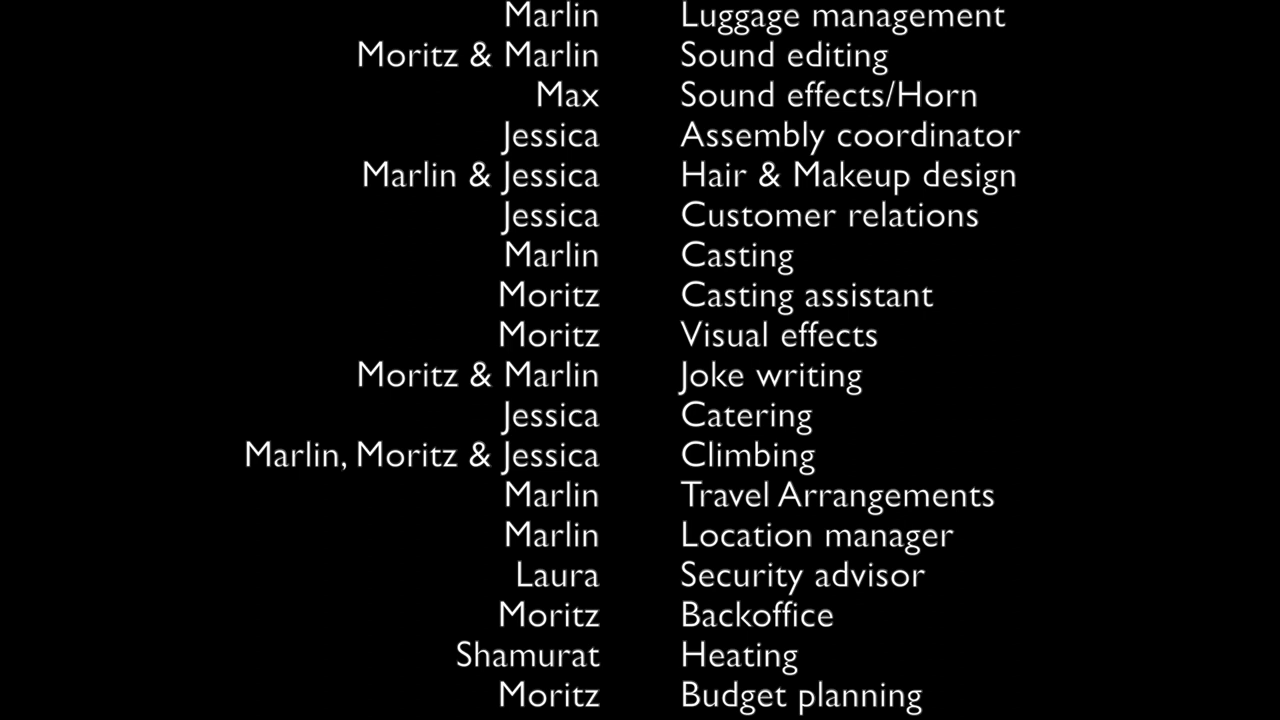 Marlin Luggage management
Moritz & Marlin Sound editing
Max Sound effects/Horn
Jessica Assembly coordinator
Marlin & Jessica Hair & Makeup design
Jessica Customer relations
Marlin Casting
Moritz Casting assistant
Moritz Visual effects
Moritz & Marlin Joke writing
Jessica Catering
Marlin, Moritz & Jessica Climbing
Marlin Travel Arrangements
Marlin Location manager
Laura Security advisor
Moritz Backoffice
Shamurat Heating
Moritz Budget planning